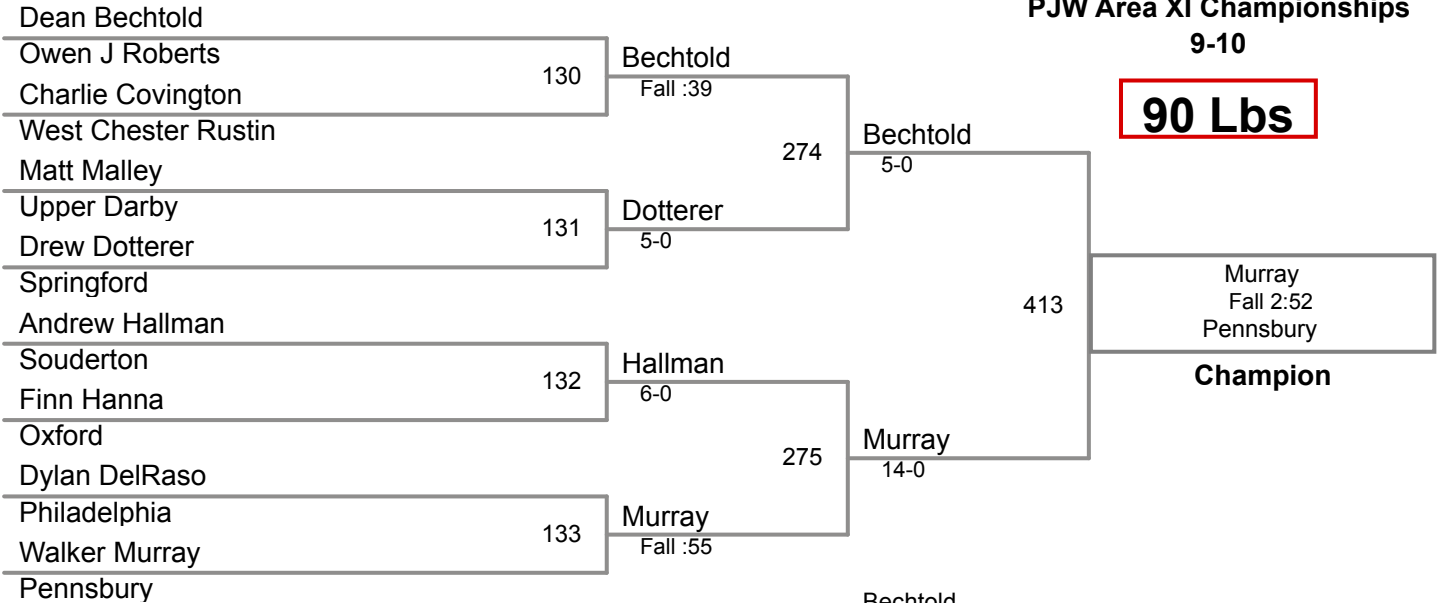 PJW Area XI Championships
9-10
90 Lbs
Dean Bechtold
Owen J Roberts
130
Charlie Covington
West Chester Rustin
Bechtold
Fall :39
274
Matt Malley
Upper Darby
131
Drew Dotterer
Springford
Dotterer
5-0
Bechtold
5-0
Andrew Hallman
Souderton
132
Finn Hanna
Oxford
Hallman
6-0
275
Dylan DelRaso
Philadelphia
133
Walker Murray
Pennsbury
Murray
Fall :55
Murray
14-0
413
Murray
Fall 2:52
Pennsbury
Champion
Bechtold